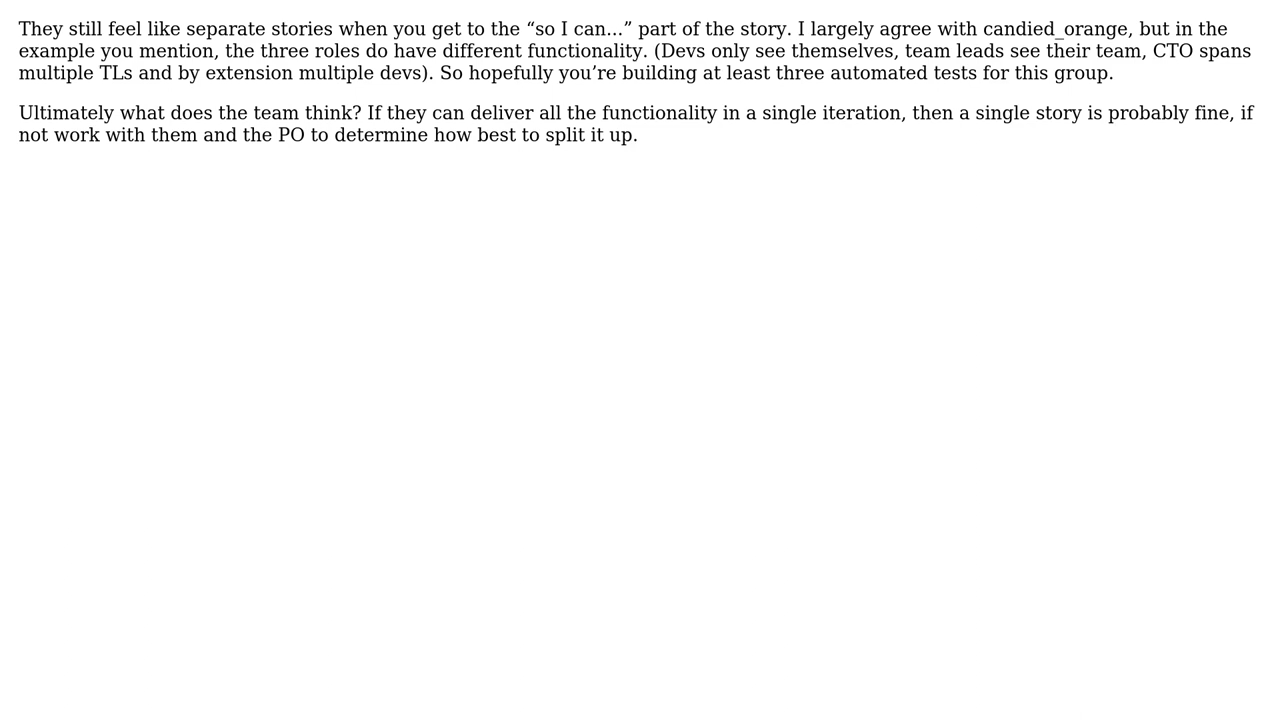 They still feel like separate stories when you get to the “so I can...” part of the story. I largely agree with candied_orange, but in the
example you mention, the three roles do have different functionality. (Devs only see themselves, team leads see their team, CTO spans
multiple TLs and by extension multiple devs). So hopefully you’re building at least three automated tests for this group.
Ultimately what does the team think? If they can deliver all the functionality in a single iteration, then a single story is probably fine, if
not work with them and the PO to determine how best to split it up.